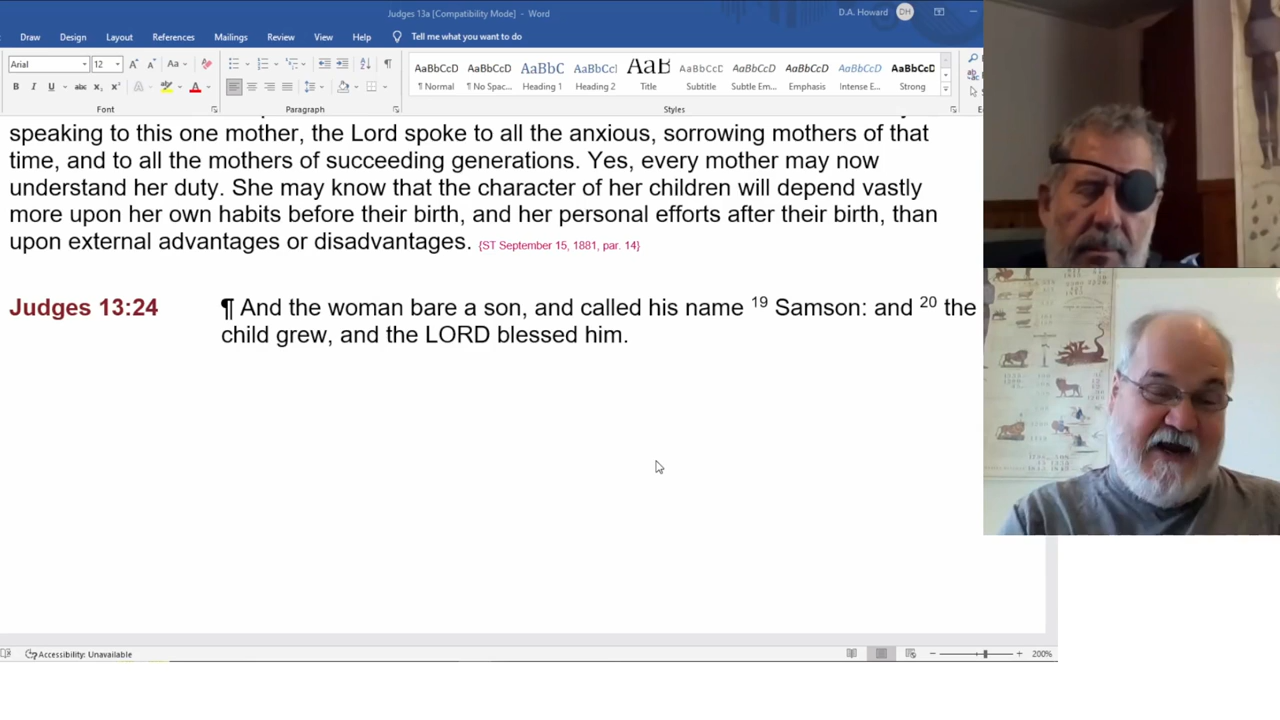 Judges 13a [Compatibility Mode] - Word
D.A. Howard DH
Draw Design Layout References Mailings Review View Help Tell me what you want to do
Arial 12 Aa
AaBbCcD AaBbCcD AaBbC AaBbCcl AaB AaBbCcD AaBbCcD AaBbCcD AaBbCcD AaBbCcD
B I U abc x₂ x² A A
¶ Normal ¶ No Spac... Heading 1 Heading 2 Title Subtitle Subtle Em... Emphasis Intense E... Strong
Font Paragraph Styles
speaking to this one mother, the Lord spoke to all the anxious, sorrowing mothers of that
time, and to all the mothers of succeeding generations. Yes, every mother may now
understand her duty. She may know that the character of her children will depend vastly
more upon her own habits before their birth, and her personal efforts after their birth, than
upon external advantages or disadvantages. {ST September 15, 1881, par. 14}
Judges 13:24 ¶ And the woman bare a son, and called his name 19 Samson: and 20 the
child grew, and the LORD blessed him.
Accessibility: Unavailable 200%